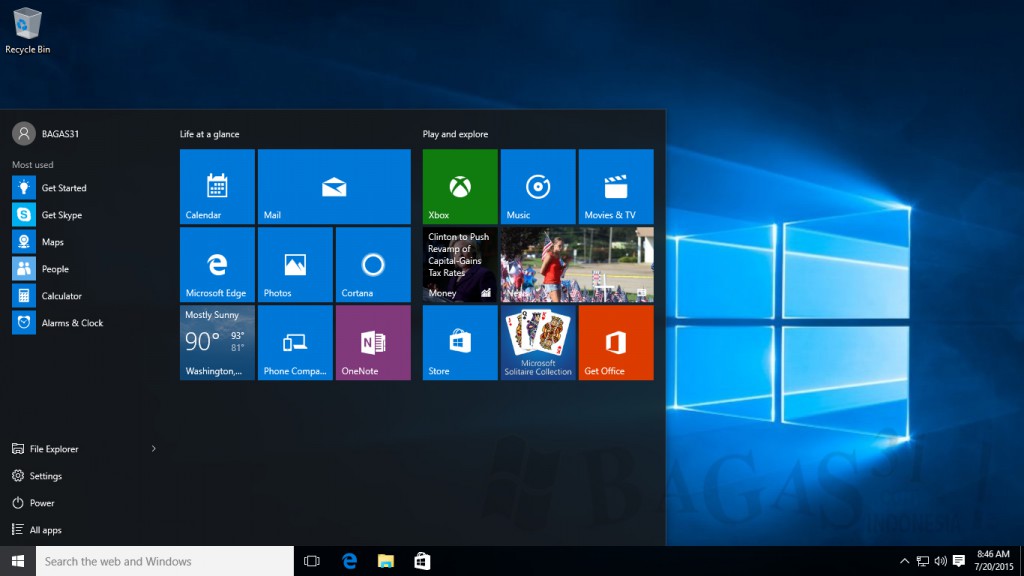 Recycle Bin
BAGAS31
Most used
Get Started
Get Skype
Maps
People
Calculator
Alarms & Clock
File Explorer
Settings
Power
All apps
Life at a glance
Calendar
Mail
Microsoft Edge
Photos
Cortana
Mostly Sunny
90° 93°
81°
Washington,...
Phone Compa...
N
OneNote
Play and explore
Xbox
Music
Movies & TV
Clinton to Push
Revamp of
Capital-Gains
Tax Rates
Money
News
Store
Microsoft
Solitaire Collection
Get Office
BAGAS31
INDONESIA
Search the web and Windows
8:46 AM
7/20/2015